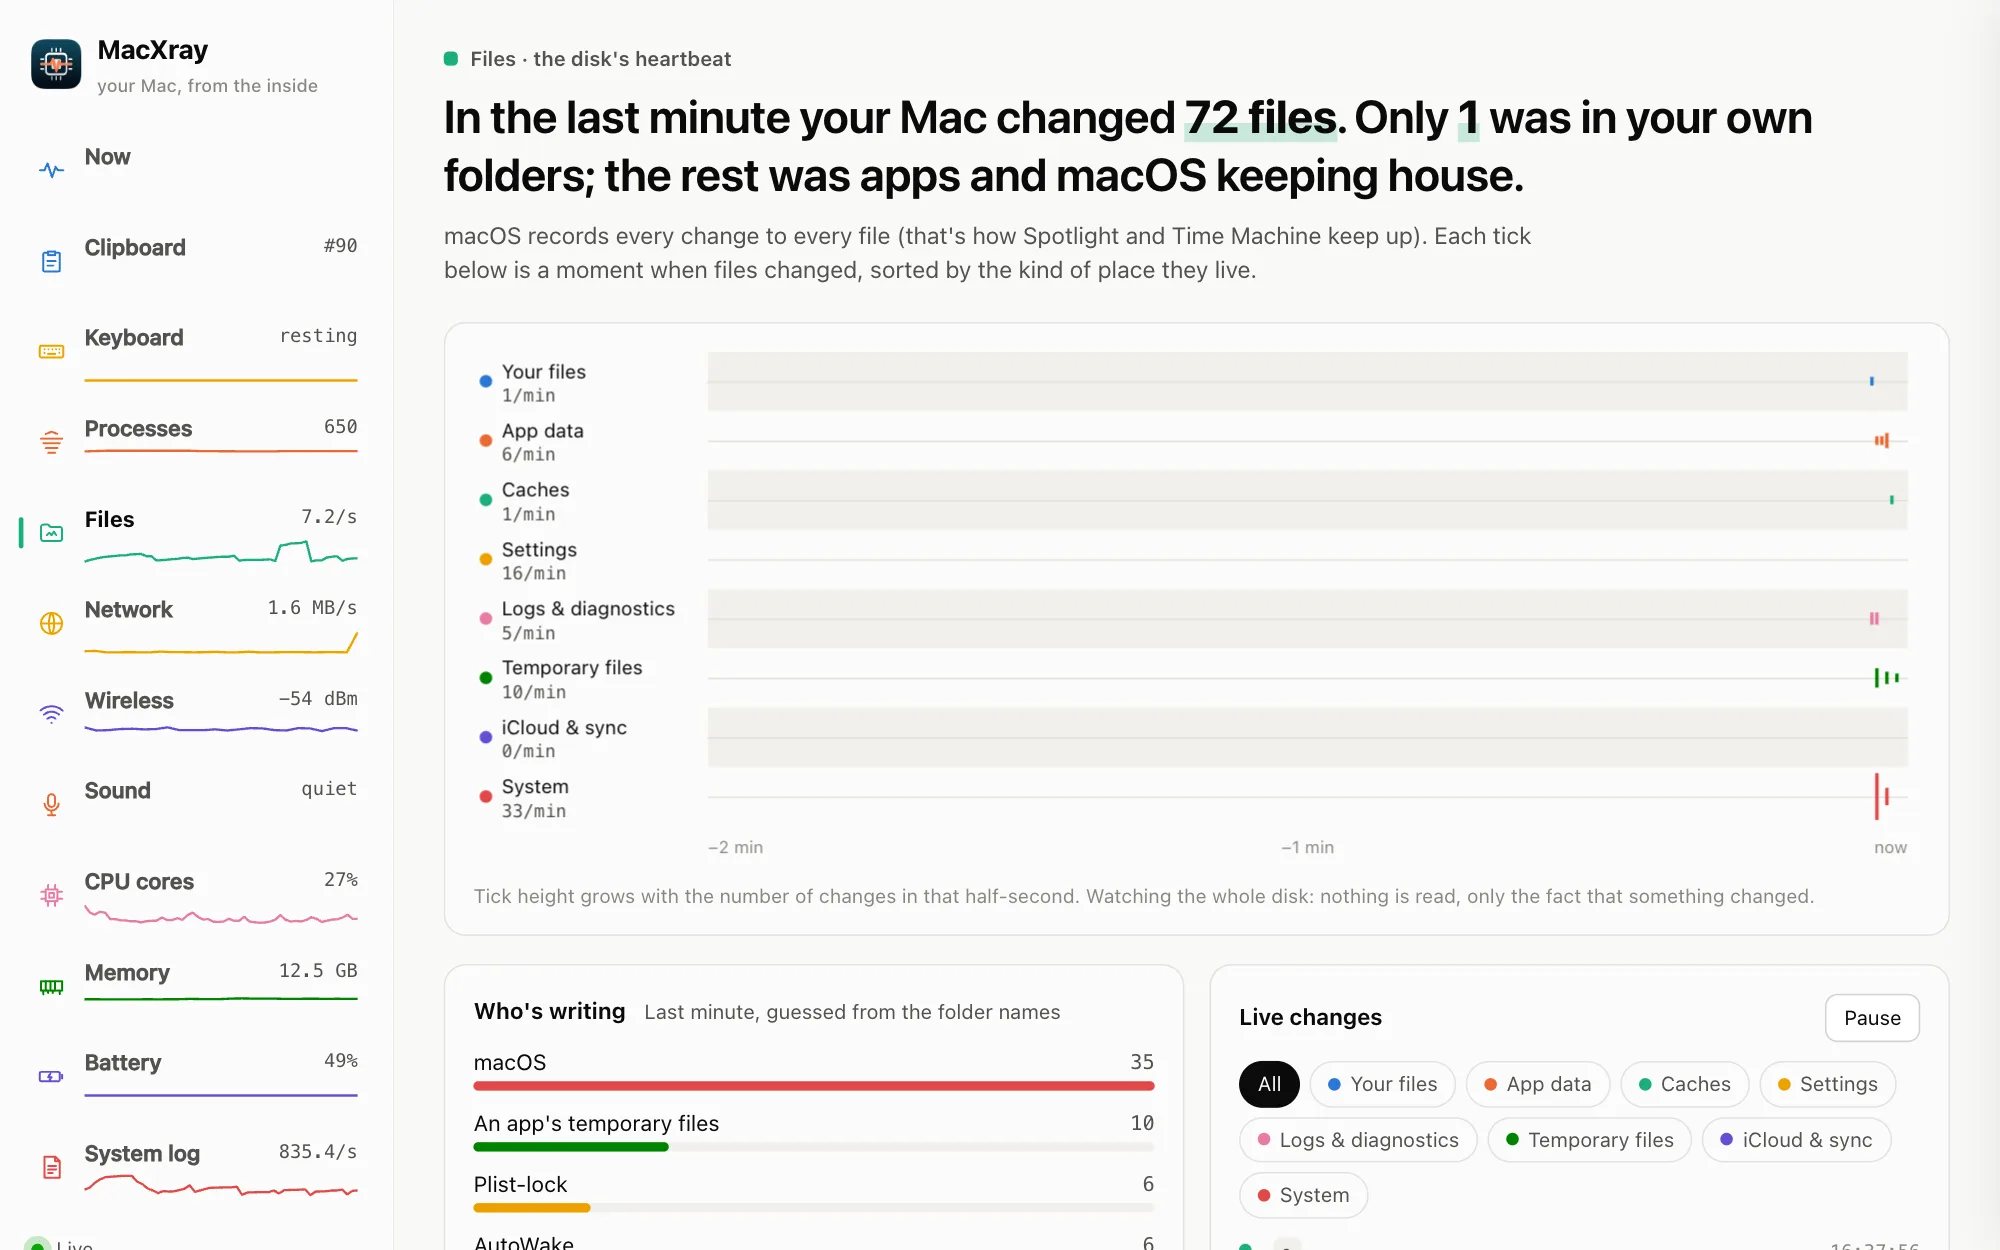 MacXray
your Mac, from the inside
Now
Clipboard #90
Keyboard resting
Processes 650
Files 7.2/s
Network 1.6 MB/s
Wireless −54 dBm
Sound quiet
CPU cores 27%
Memory 12.5 GB
Battery 49%
System log 835.4/s
Live
Files · the disk's heartbeat
In the last minute your Mac changed 72 files. Only 1 was in your own
folders; the rest was apps and macOS keeping house.
macOS records every change to every file (that's how Spotlight and Time Machine keep up). Each tick
below is a moment when files changed, sorted by the kind of place they live.
Your files
1/min
App data
6/min
Caches
1/min
Settings
16/min
Logs & diagnostics
5/min
Temporary files
10/min
iCloud & sync
0/min
System
33/min
−2 min −1 min now
Tick height grows with the number of changes in that half-second. Watching the whole disk: nothing is read, only the fact that something changed.
Who's writing Last minute, guessed from the folder names
macOS 35
An app's temporary files 10
Plist-lock 6
AutoWake 6
Live changes Pause
All Your files App data Caches Settings
Logs & diagnostics Temporary files iCloud & sync
System
16:37:56